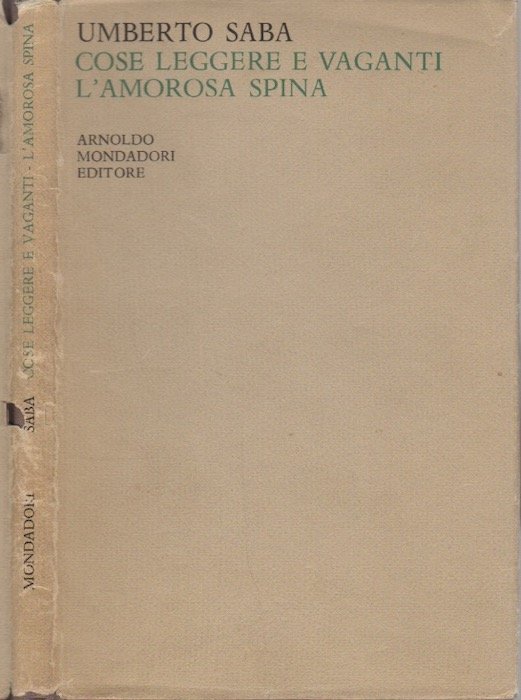 UMBERTO SABA
COSE LEGGERE E VAGANTI
L'AMOROSA SPINA
ARNOLDO
MONDADORI
EDITORE
MONDADORI SABA COSE LEGGERE E VAGANTI - L'AMOROSA SPINA